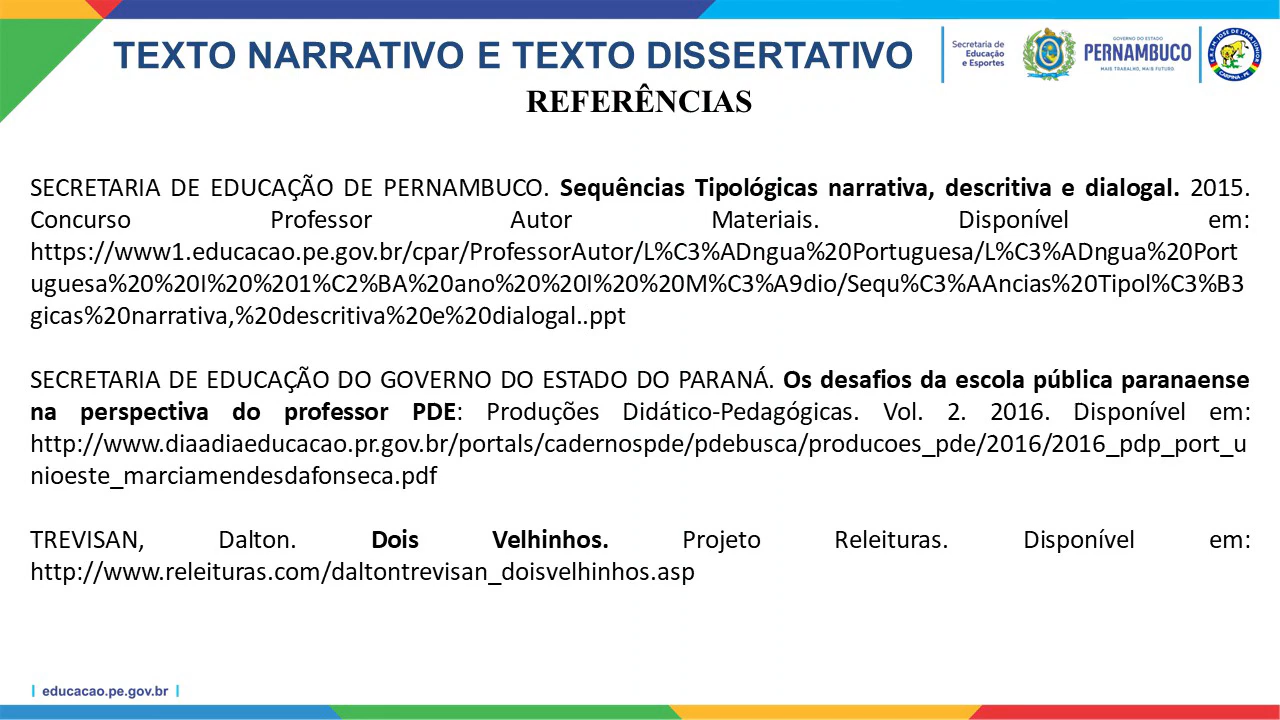 TEXTO NARRATIVO E TEXTO DISSERTATIVO
Secretaria de
Educação
e Esportes
GOVERNO DO ESTADO
PERNAMBUCO
MAIS TRABALHO, MAIS FUTURO
CARPINA - PE
REFERÊNCIAS
SECRETARIA DE EDUCAÇÃO DE PERNAMBUCO. Sequências Tipológicas narrativa, descritiva e dialogal. 2015.
Concurso Professor Autor Materiais. Disponível em:
https://www1.educacao.pe.gov.br/cpar/ProfessorAutor/L%C3%ADngua%20Portuguesa/L%C3%ADngua%20Port
uguesa%20%20I%20%201%C2%BA%20ano%20%20I%20%20M%C3%A9dio/Sequ%C3%AAncias%20Tipol%C3%B3
gicas%20narrativa,%20descritiva%20e%20dialogal..ppt
SECRETARIA DE EDUCAÇÃO DO GOVERNO DO ESTADO DO PARANÁ. Os desafios da escola pública paranaense
na perspectiva do professor PDE: Produções Didático-Pedagógicas. Vol. 2. 2016. Disponível em:
http://www.diaadiaeducacao.pr.gov.br/portals/cadernospde/pdebusca/producoes_pde/2016/2016_pdp_port_u
nioeste_marciamendesdafonseca.pdf
TREVISAN, Dalton. Dois Velhinhos. Projeto Releituras. Disponível em:
http://www.releituras.com/daltontrevisan_doisvelhinhos.asp
educacao.pe.gov.br